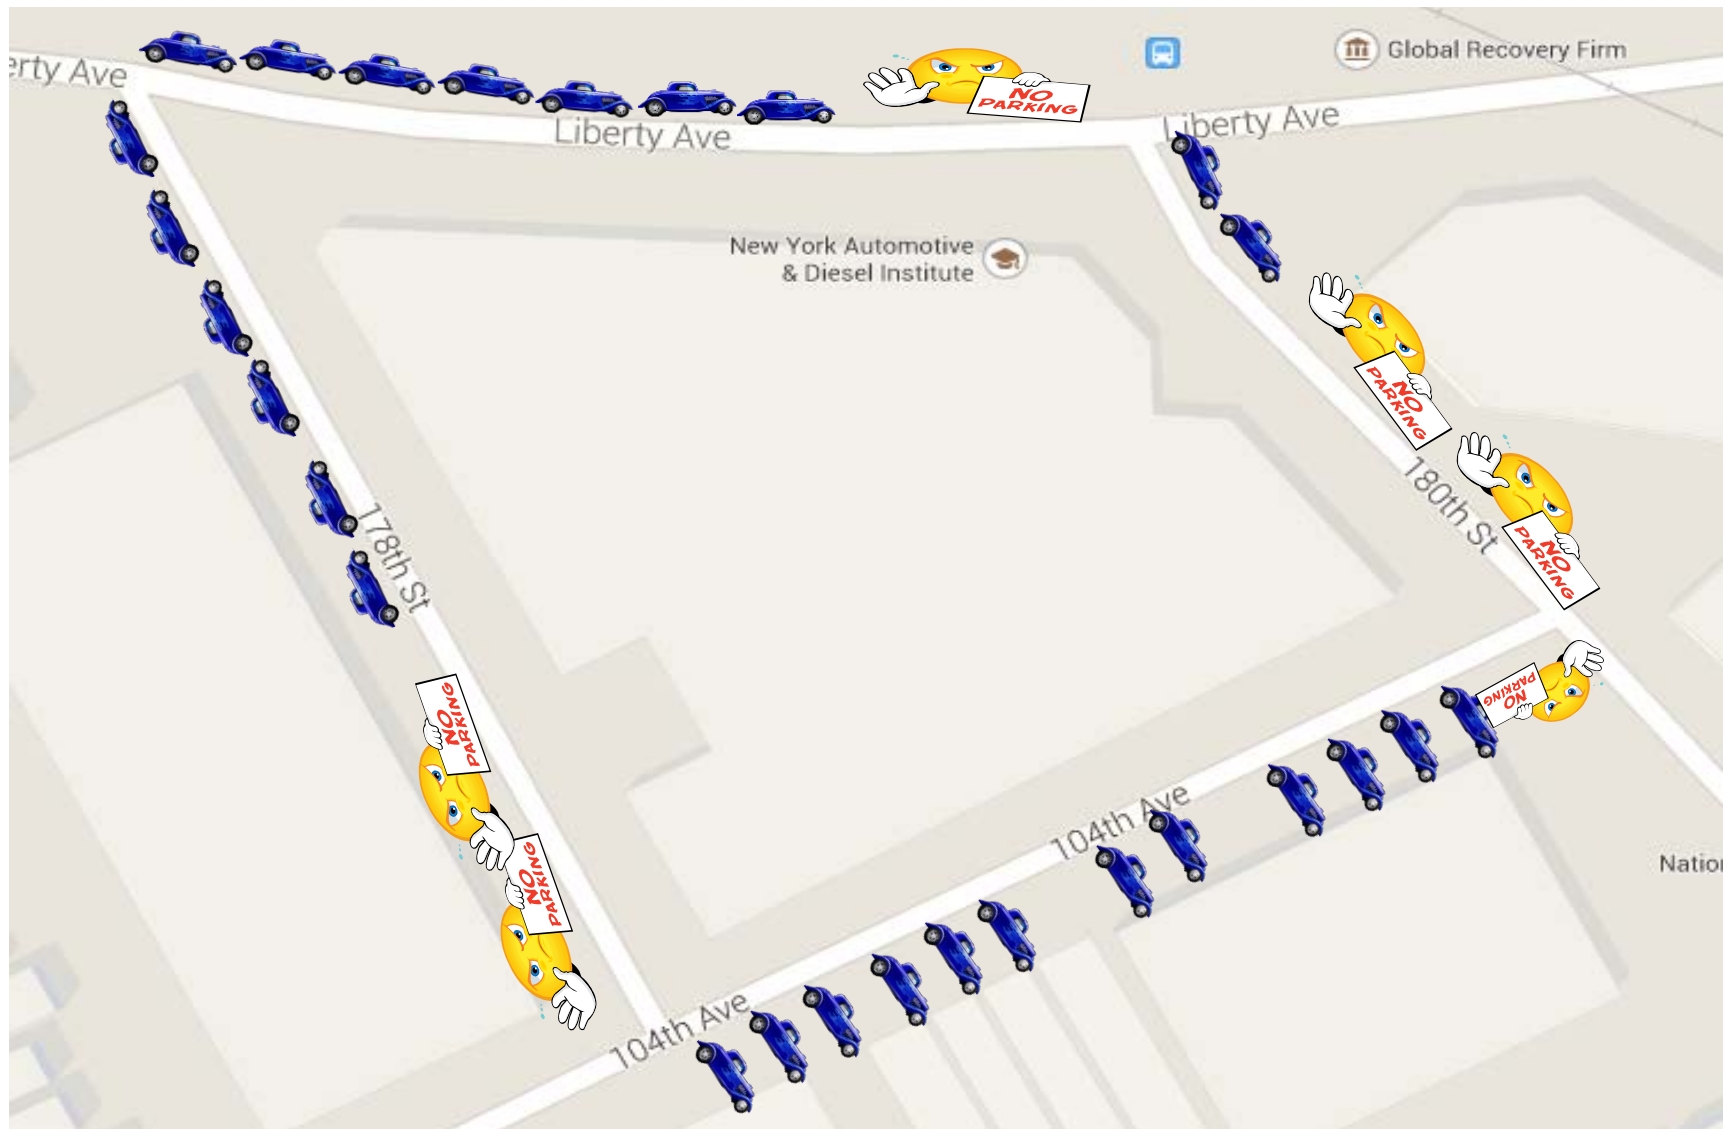 erty Ave
Global Recovery Firm
NO
PARKING
Liberty Ave
Liberty Ave
New York Automotive
& Diesel Institute
NO
PARKING
180th St
NO
PARKING
178th St
NO
PARKING
NO
PARKING
NO
PARKING
104th Ave
Natio
104th Ave